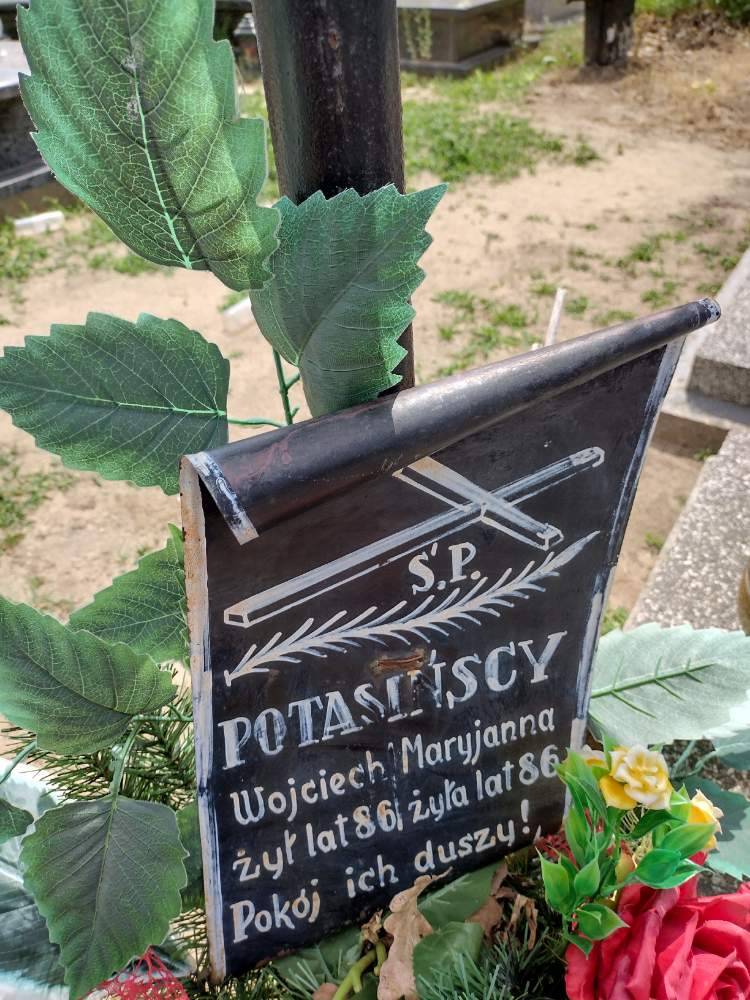 Ś.P.
POTASIŃSCY
Wojciech Maryjanna
żył lat 86 żyła lat 86
Pokój ich duszy!